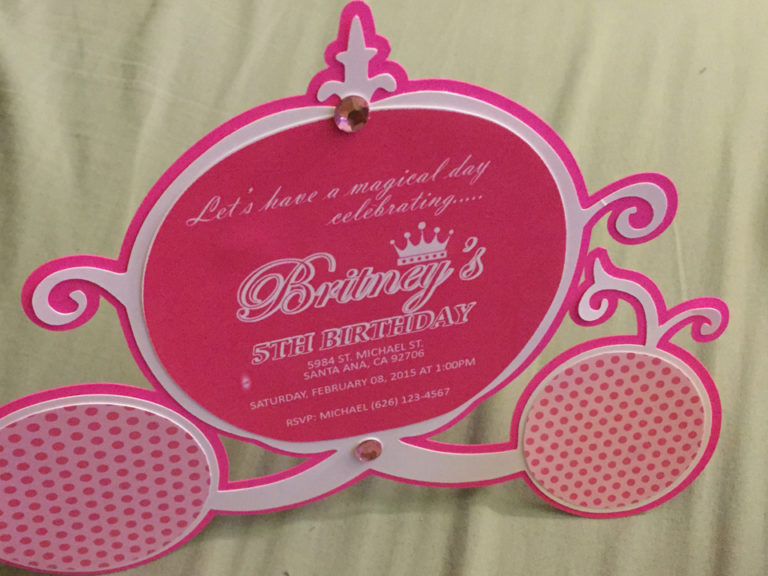 Let's have a magical day
celebrating.....
Britney's
5TH BIRTHDAY
5984 ST. MICHAEL ST.
SANTA ANA, CA 92706
SATURDAY, FEBRUARY 08, 2015 AT 1:00PM
RSVP: MICHAEL (626) 123-4567